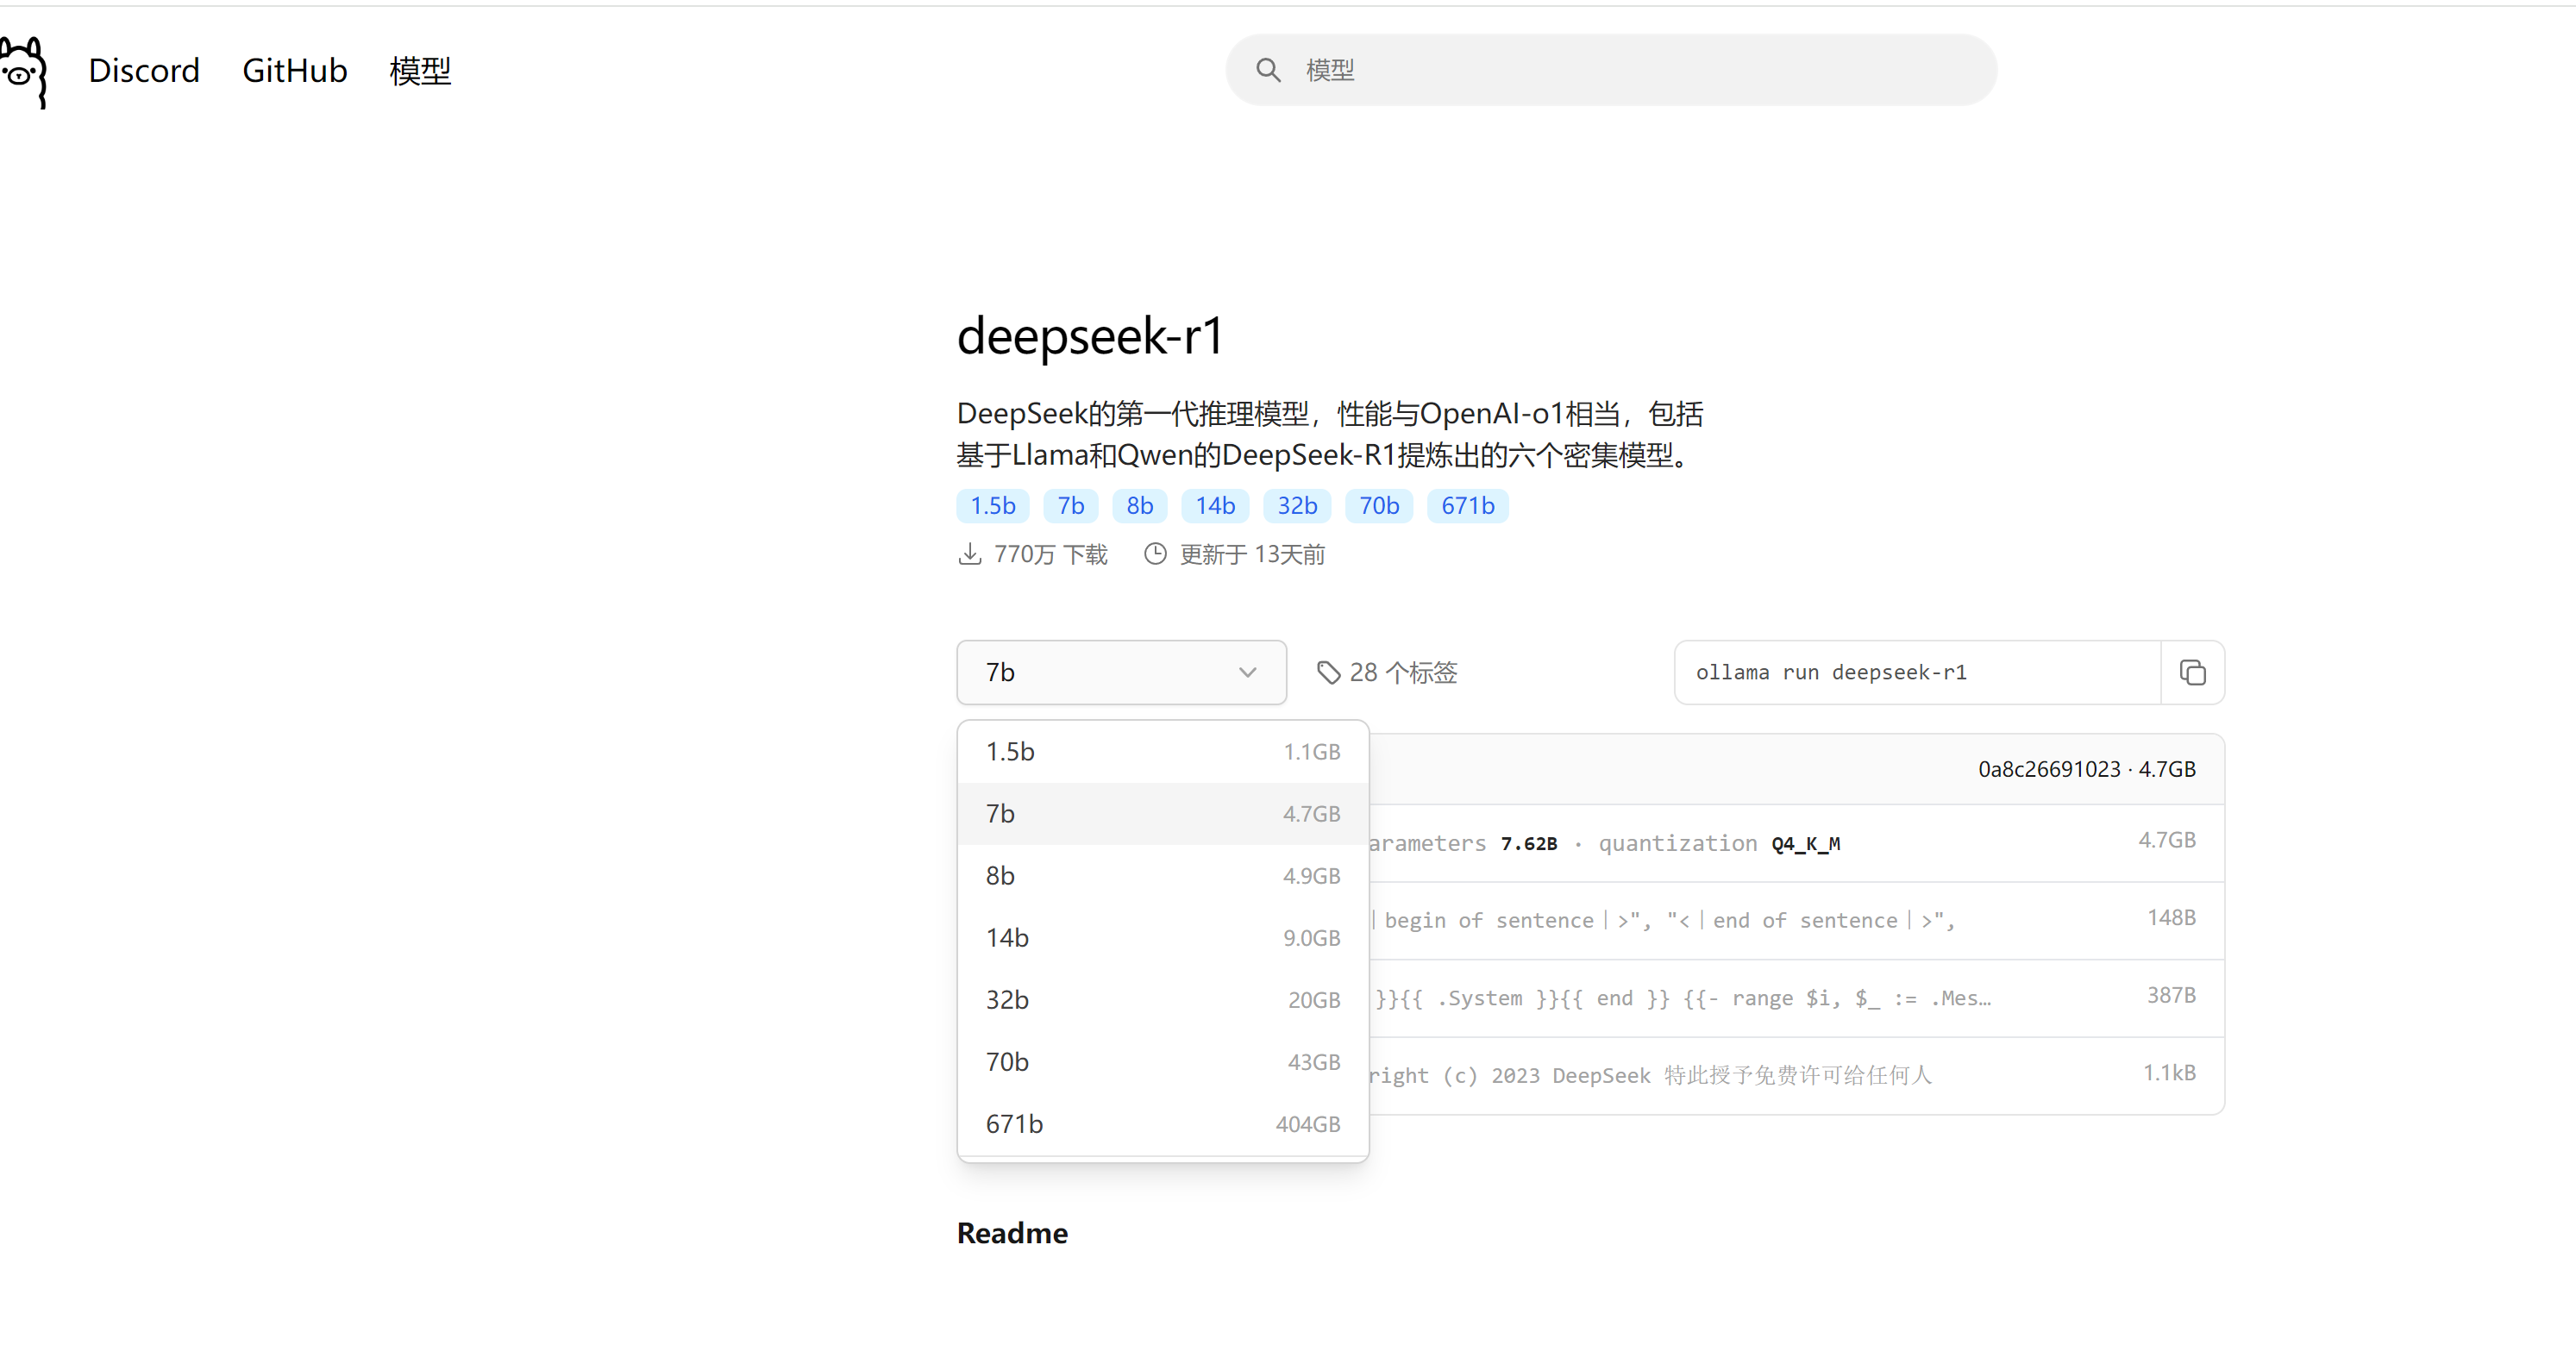 Discord GitHub 模型
模型
deepseek-r1
DeepSeek的第一代推理模型，性能与OpenAI-o1相当，包括
基于Llama和Qwen的DeepSeek-R1提炼出的六个密集模型。
1.5b 7b 8b 14b 32b 70b 671b
770万 下载 更新于 13天前
7b 28 个标签 ollama run deepseek-r1
1.5b 1.1GB
0a8c26691023 · 4.7GB
7b 4.7GB
arameters 7.62B · quantization Q4_K_M 4.7GB
8b 4.9GB
｜begin of sentence｜>", "<｜end of sentence｜>", 148B
14b 9.0GB
32b 20GB
}}{{ .System }}{{ end }} {{- range $i, $_ := .Mes… 387B
70b 43GB
right (c) 2023 DeepSeek 特此授予免费许可给任何人 1.1kB
671b 404GB
Readme